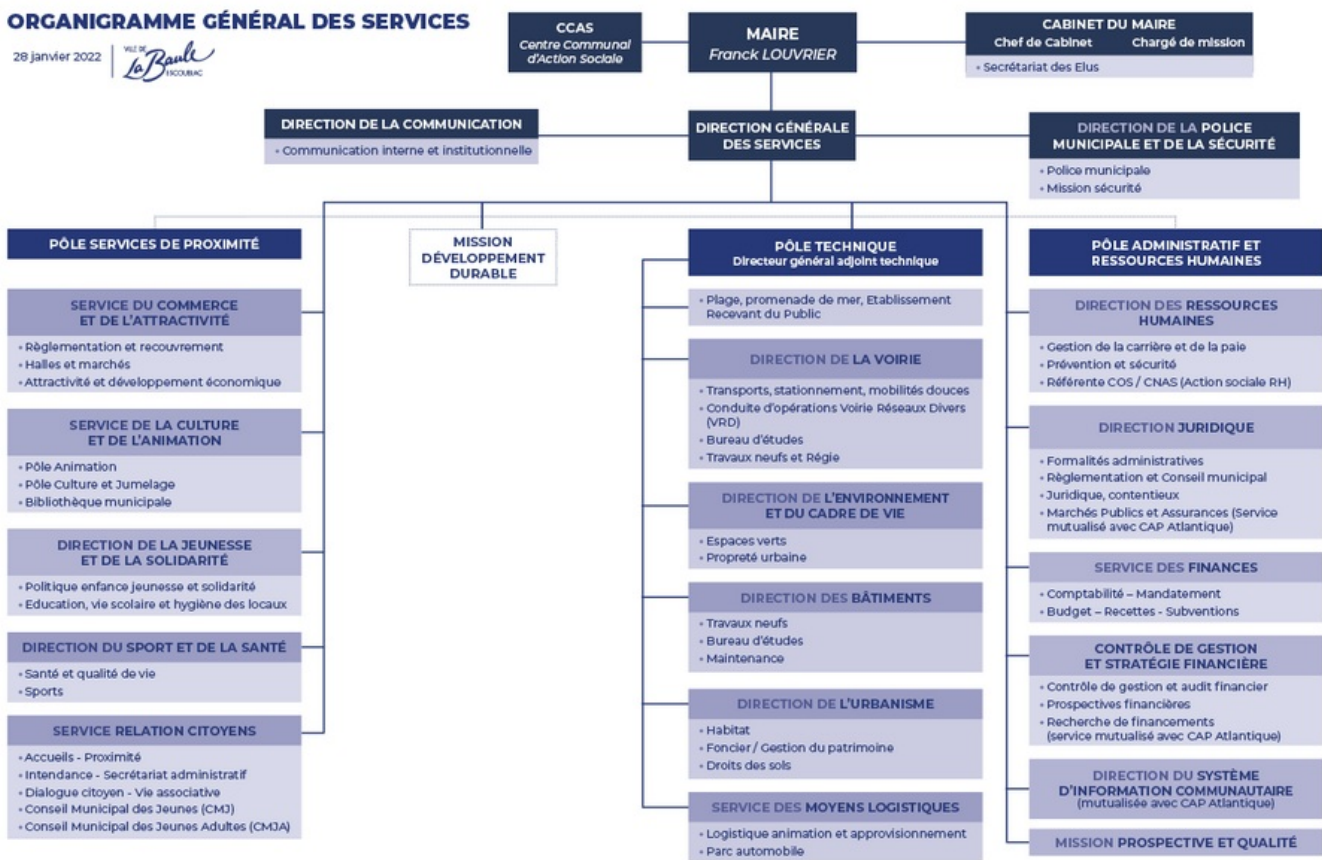 ORGANIGRAMME GÉNÉRAL DES SERVICES
28 janvier 2022
VILLE DE
La Baule
ESCOUBLAC
CCAS
Centre Communal
d'Action Sociale
MAIRE
Franck LOUVRIER
CABINET DU MAIRE
Chef de Cabinet Chargé de mission
• Secrétariat des Elus
DIRECTION DE LA COMMUNICATION
• Communication interne et institutionnelle
DIRECTION GÉNÉRALE
DES SERVICES
DIRECTION DE LA POLICE
MUNICIPALE ET DE LA SÉCURITÉ
• Police municipale
• Mission sécurité
PÔLE SERVICES DE PROXIMITÉ
SERVICE DU COMMERCE
ET DE L'ATTRACTIVITÉ
• Règlementation et recouvrement
• Halles et marchés
• Attractivité et développement économique
SERVICE DE LA CULTURE
ET DE L'ANIMATION
• Pôle Animation
• Pôle Culture et Jumelage
• Bibliothèque municipale
DIRECTION DE LA JEUNESSE
ET DE LA SOLIDARITÉ
• Politique enfance jeunesse et solidarité
• Education, vie scolaire et hygiène des locaux
DIRECTION DU SPORT ET DE LA SANTÉ
• Santé et qualité de vie
• Sports
SERVICE RELATION CITOYENS
• Accueils - Proximité
• Intendance - Secrétariat administratif
• Dialogue citoyen - Vie associative
• Conseil Municipal des Jeunes (CMJ)
• Conseil Municipal des Jeunes Adultes (CMJA)
MISSION
DÉVELOPPEMENT
DURABLE
PÔLE TECHNIQUE
Directeur général adjoint technique
• Plage, promenade de mer, Etablissement
Recevant du Public
DIRECTION DE LA VOIRIE
• Transports, stationnement, mobilités douces
• Conduite d'opérations Voirie Réseaux Divers
(VRD)
• Bureau d'études
• Travaux neufs et Régie
DIRECTION DE L'ENVIRONNEMENT
ET DU CADRE DE VIE
• Espaces verts
• Propreté urbaine
DIRECTION DES BÂTIMENTS
• Travaux neufs
• Bureau d'études
• Maintenance
DIRECTION DE L'URBANISME
• Habitat
• Foncier / Gestion du patrimoine
• Droits des sols
SERVICE DES MOYENS LOGISTIQUES
• Logistique animation et approvisionnement
• Parc automobile
PÔLE ADMINISTRATIF ET
RESSOURCES HUMAINES
DIRECTION DES RESSOURCES
HUMAINES
• Gestion de la carrière et de la paie
• Prévention et sécurité
• Référente COS / CNAS (Action sociale RH)
DIRECTION JURIDIQUE
• Formalités administratives
• Règlementation et Conseil municipal
• Juridique, contentieux
• Marchés Publics et Assurances (Service
mutualisé avec CAP Atlantique)
SERVICE DES FINANCES
• Comptabilité – Mandatement
• Budget – Recettes - Subventions
CONTRÔLE DE GESTION
ET STRATÉGIE FINANCIÈRE
• Contrôle de gestion et audit financier
• Prospectives financières
• Recherche de financements
(service mutualisé avec CAP Atlantique)
DIRECTION DU SYSTÈME
D'INFORMATION COMMUNAUTAIRE
(mutualisée avec CAP Atlantique)
MISSION PROSPECTIVE ET QUALITÉ